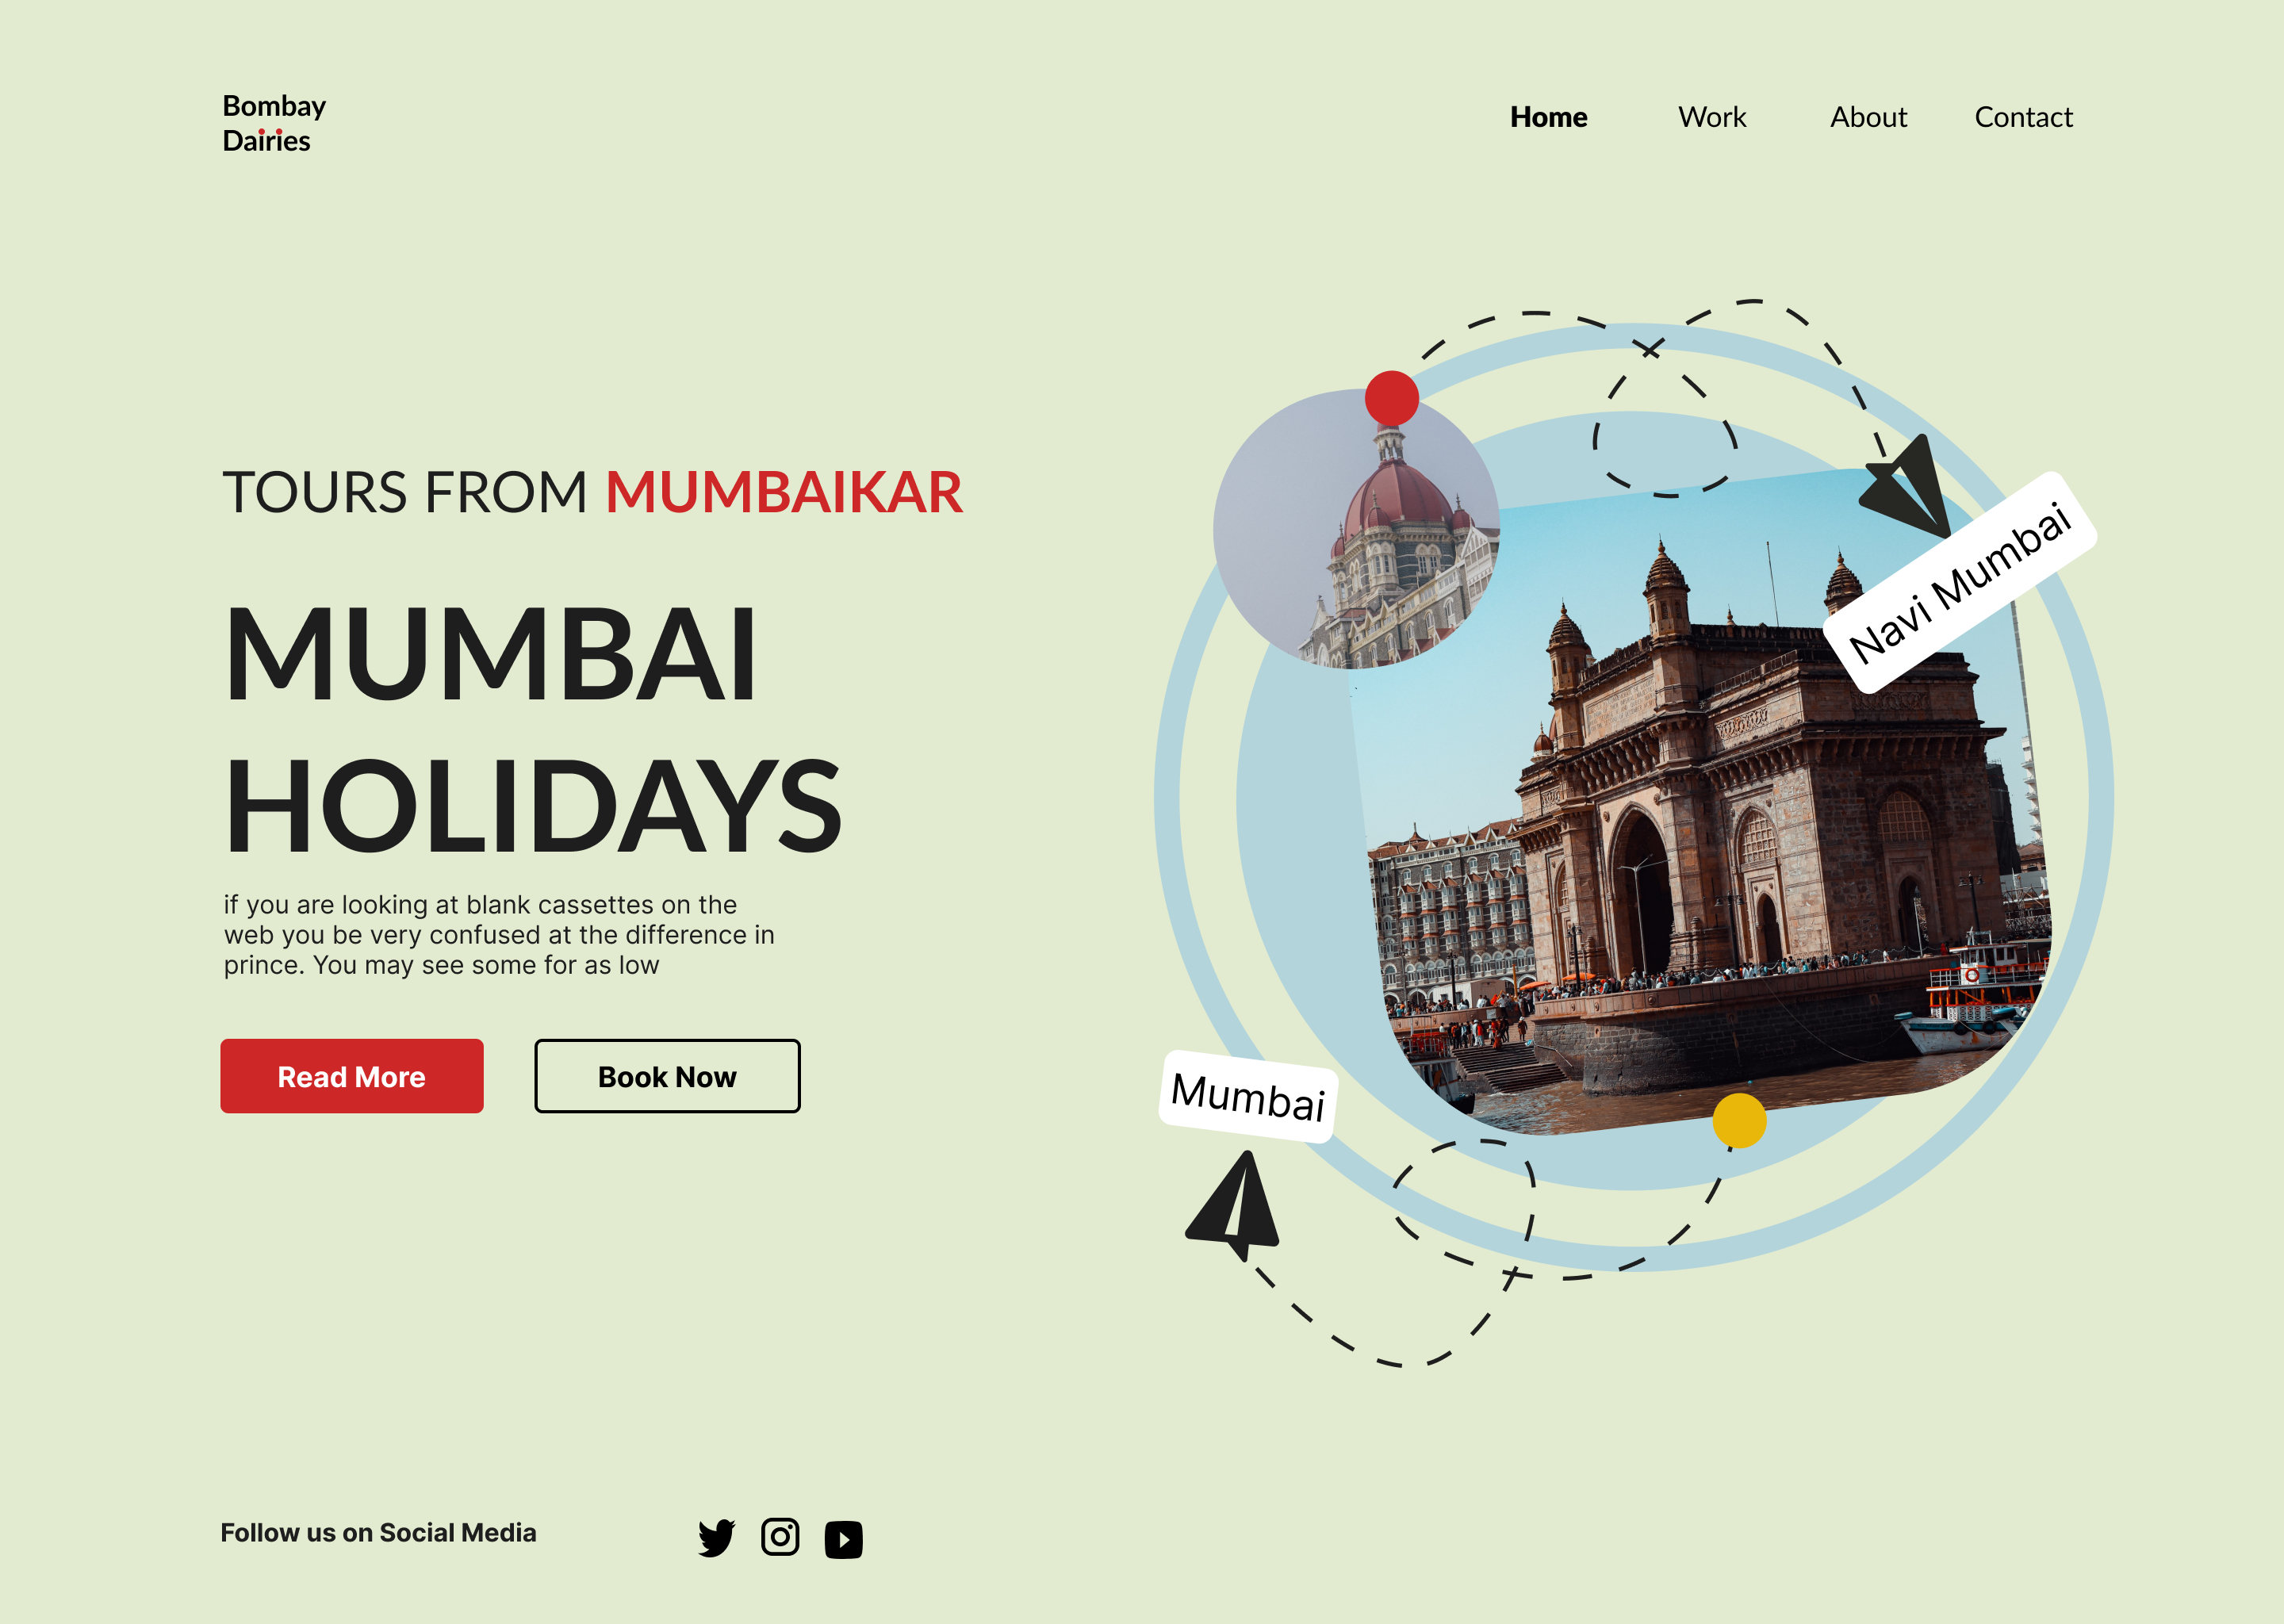 Bombay
Dairies
Home
Work
About
Contact
TOURS FROM MUMBAIKAR
MUMBAI
HOLIDAYS
if you are looking at blank cassettes on the
web you be very confused at the difference in
prince. You may see some for as low
Read More
Book Now
Navi Mumbai
Mumbai
Follow us on Social Media